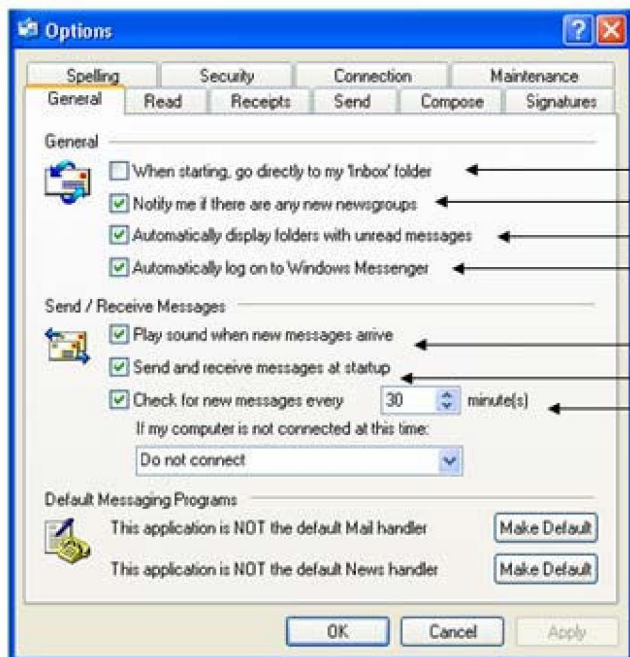 Options
Spelling Security Connection Maintenance
General Read Receipts Send Compose Signatures
General
When starting, go directly to my 'Inbox' folder
Notify me if there are any new newsgroups
Automatically display folders with unread messages
Automatically log on to Windows Messenger
Send / Receive Messages
Play sound when new messages arrive
Send and receive messages at startup
Check for new messages every 30 minute(s)
If my computer is not connected at this time:
Do not connect
Default Messaging Programs
This application is NOT the default Mail handler Make Default
This application is NOT the default News handler Make Default
OK Cancel Apply